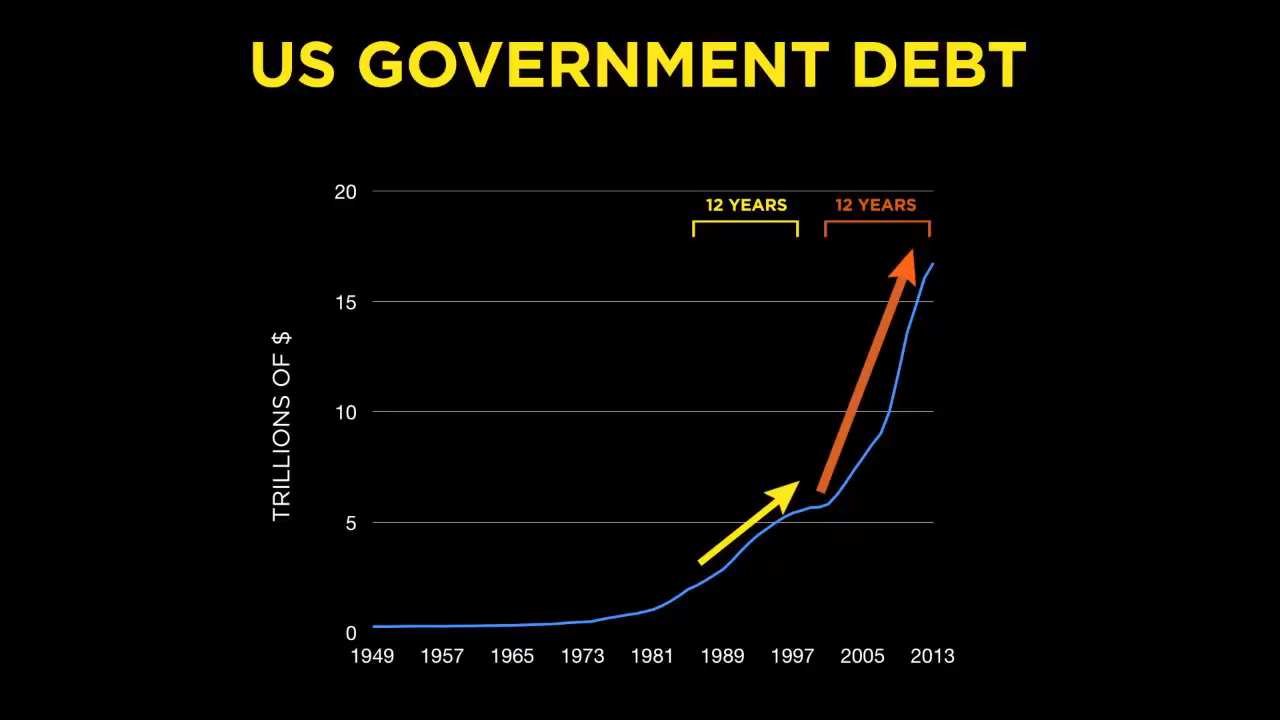 US GOVERNMENT DEBT
20
12 YEARS
12 YEARS
15
10
5
0
TRILLIONS OF $
1949 1957 1965 1973 1981 1989 1997 2005 2013